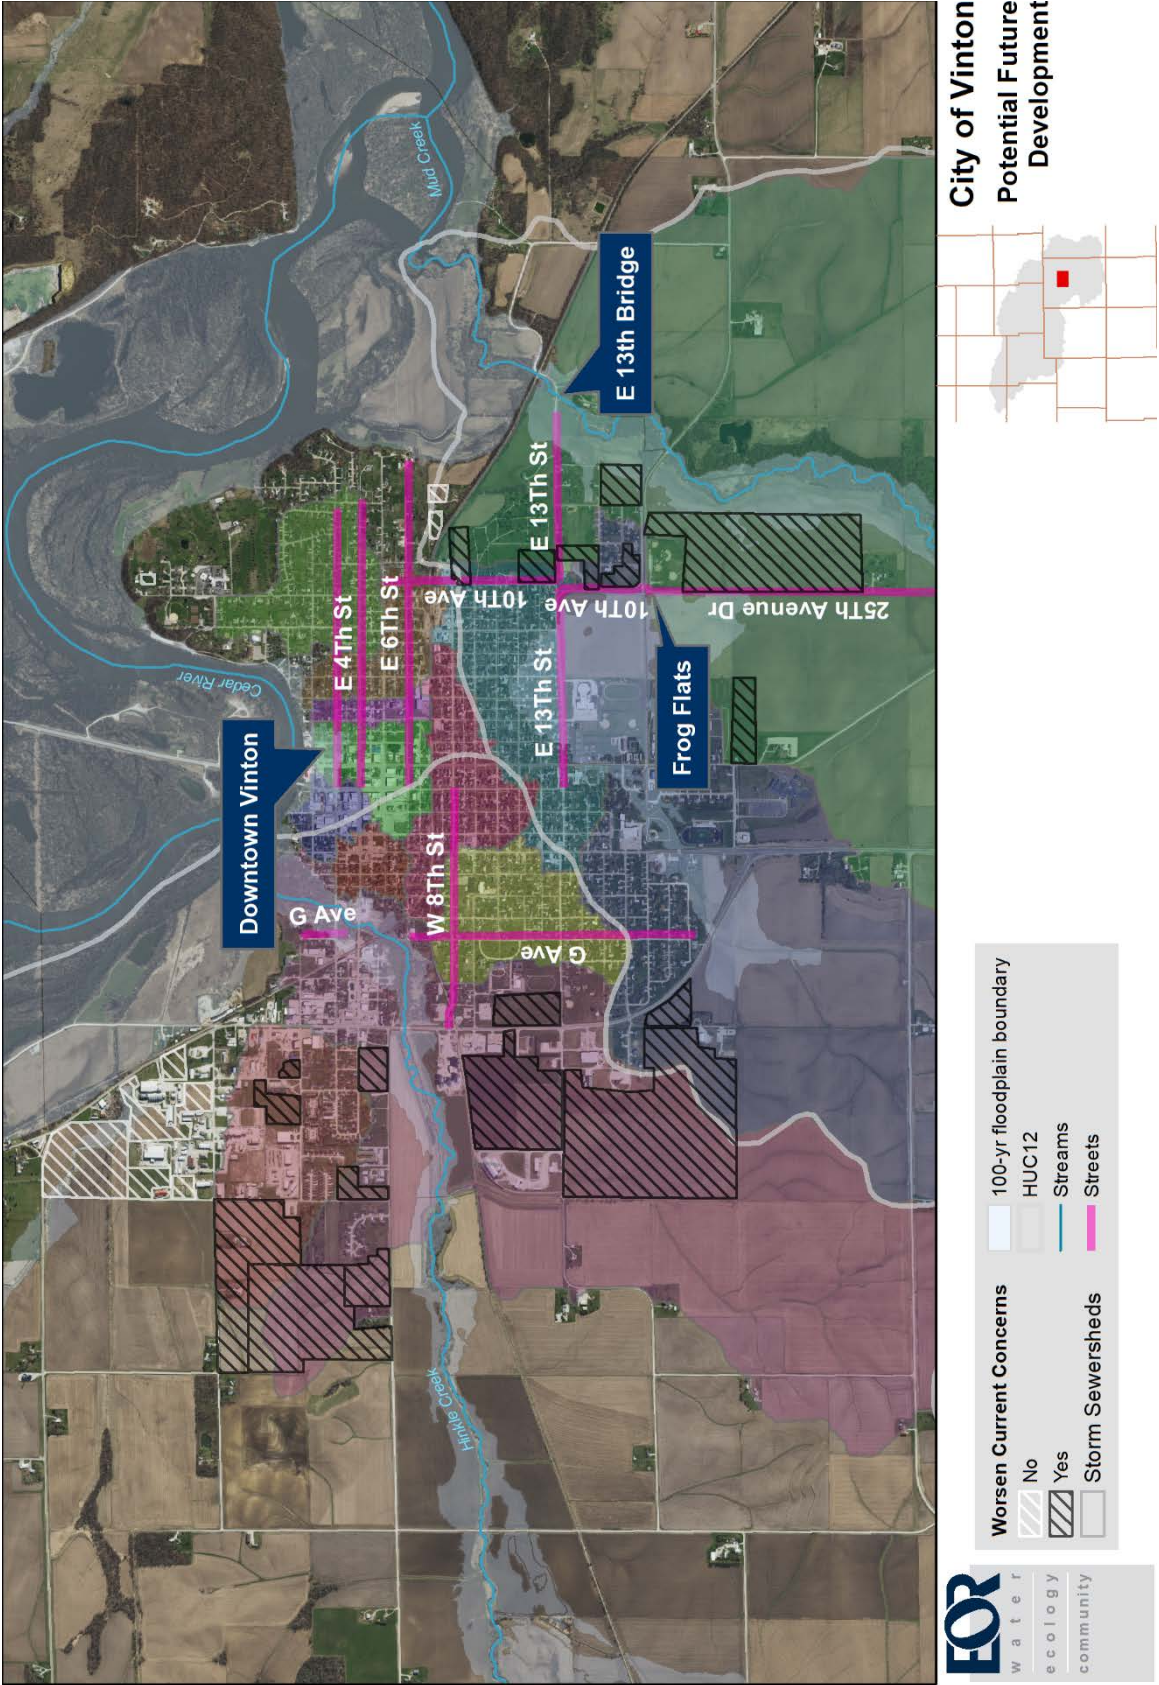 City of Vinton
Potential Future
Development
Mud Creek
Cedar River
Downtown Vinton
E 13th Bridge
Frog Flats
E 4Th St
E 6Th St
10Th Ave
E 13Th St
10Th Ave
E 13Th St
25Th Avenue Dr
G Ave
W 8Th St
G Ave
Hinkle Creek
EOR
water
ecology
community
Worsen Current Concerns
No
Yes
Storm Sewersheds
100-yr floodplain boundary
HUC12
Streams
Streets